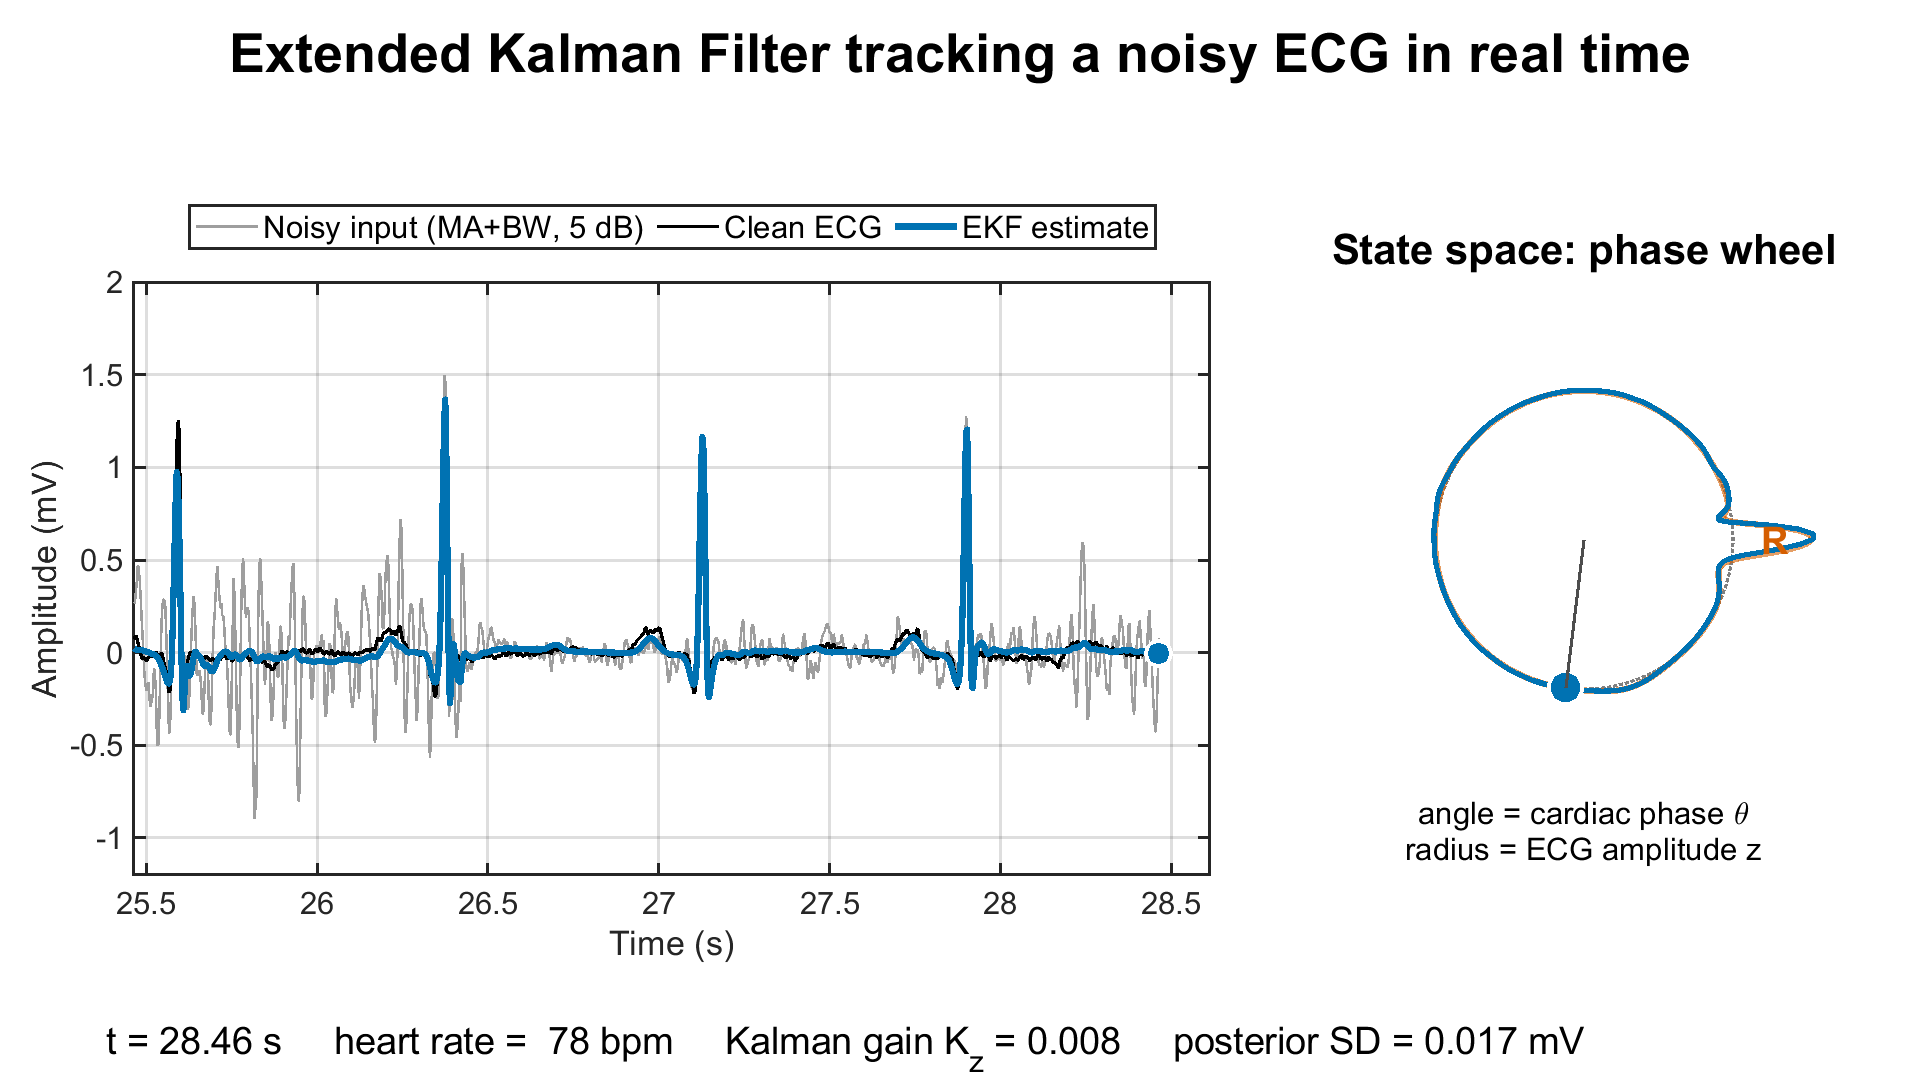 Extended Kalman Filter tracking a noisy ECG in real time
Noisy input (MA+BW, 5 dB) Clean ECG EKF estimate
State space: phase wheel
2
1.5
1
0.5
0
-0.5
-1
Amplitude (mV)
25.5 26 26.5 27 27.5 28 28.5
Time (s)
R
angle = cardiac phase θ
radius = ECG amplitude z
t = 28.46 s heart rate = 78 bpm Kalman gain K_z = 0.008 posterior SD = 0.017 mV